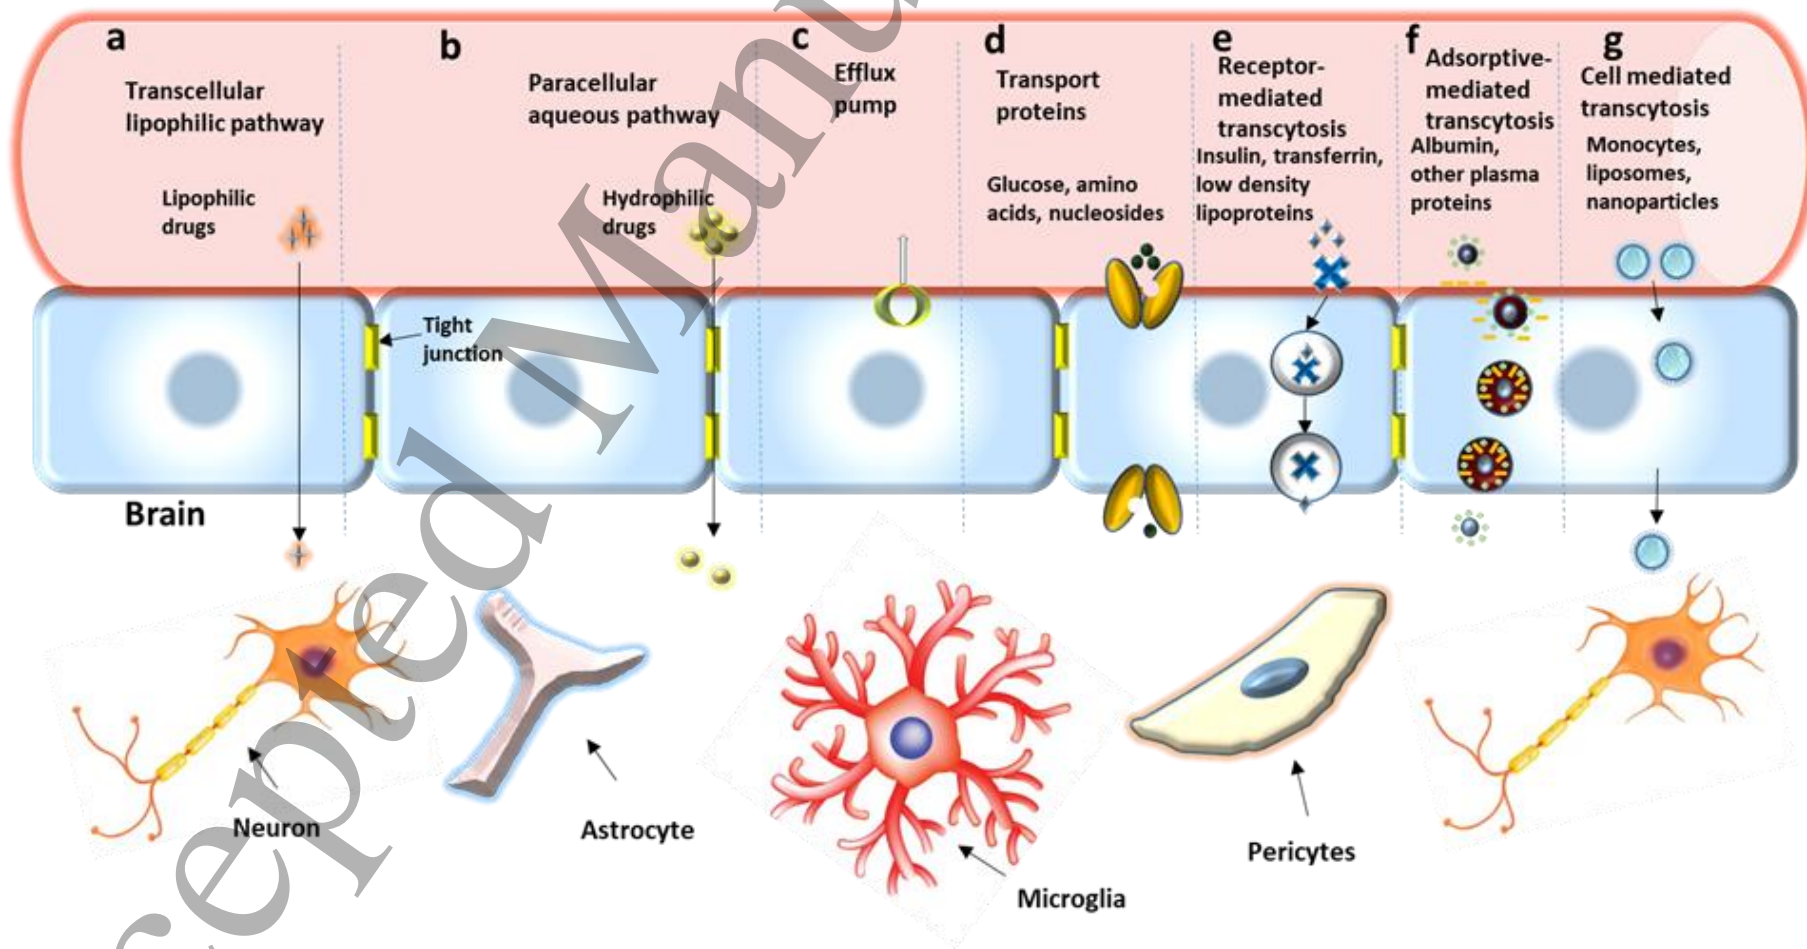 a
Transcellular
lipophilic pathway
Lipophilic
drugs
b
Paracellular
aqueous pathway
Hydrophilic
drugs
c
Efflux
pump
d
Transport
proteins
Glucose, amino
acids, nucleosides
e
Receptor-
mediated
transcytosis
Insulin, transferrin,
low density
lipoproteins
f
Adsorptive-
mediated
transcytosis
Albumin,
other plasma
proteins
g
Cell mediated
transcytosis
Monocytes,
liposomes,
nanoparticles
Tight
junction
Brain
Neuron
Astrocyte
Microglia
Pericytes